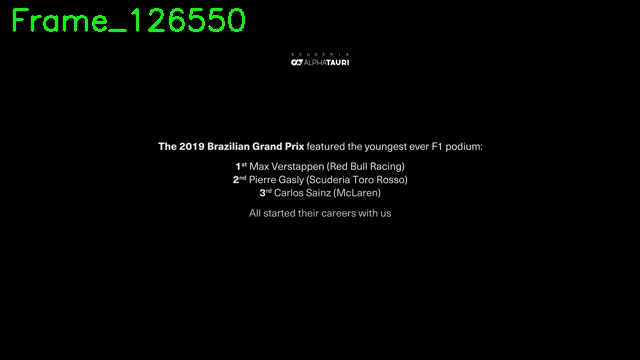 Frame_126550
SCUDERIA
ALPHATAURI
The 2019 Brazilian Grand Prix featured the youngest ever F1 podium:
1st Max Verstappen (Red Bull Racing)
2nd Pierre Gasly (Scuderia Toro Rosso)
3rd Carlos Sainz (McLaren)
All started their careers with us